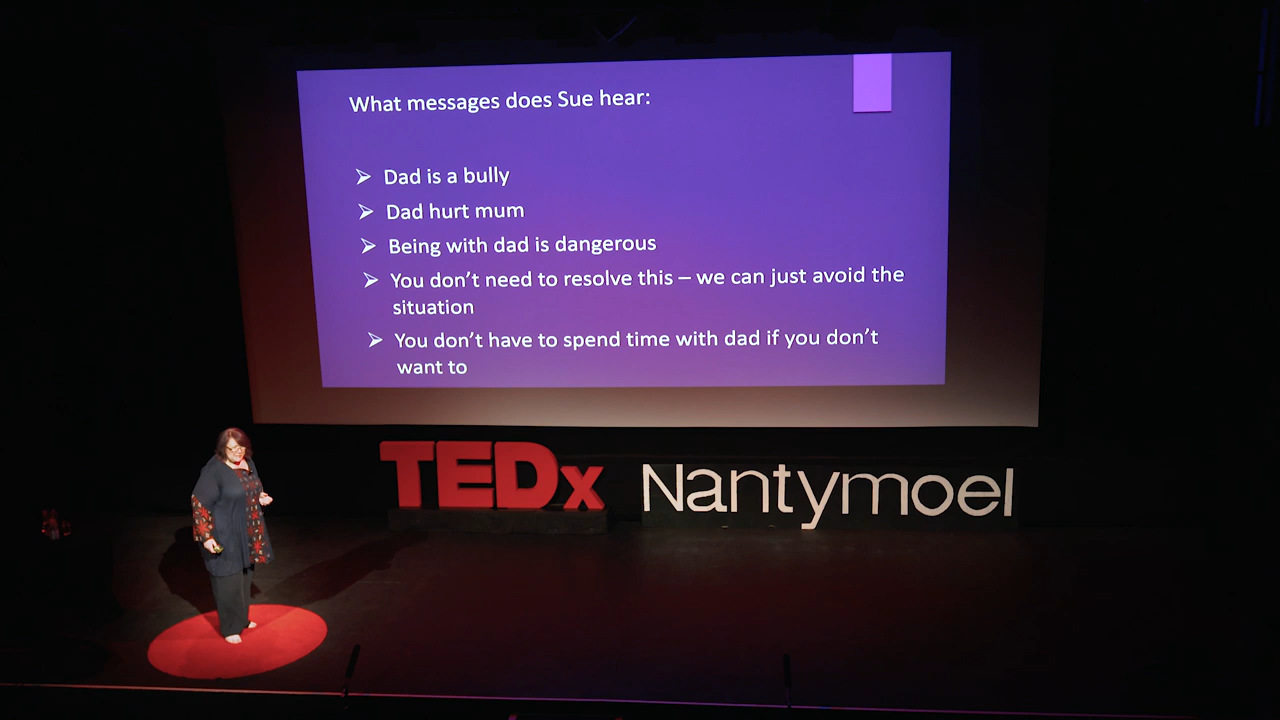 What messages does Sue hear:
➢ Dad is a bully
➢ Dad hurt mum
➢ Being with dad is dangerous
➢ You don't need to resolve this – we can just avoid the
situation
➢ You don't have to spend time with dad if you don't
want to
TEDx Nantymoel